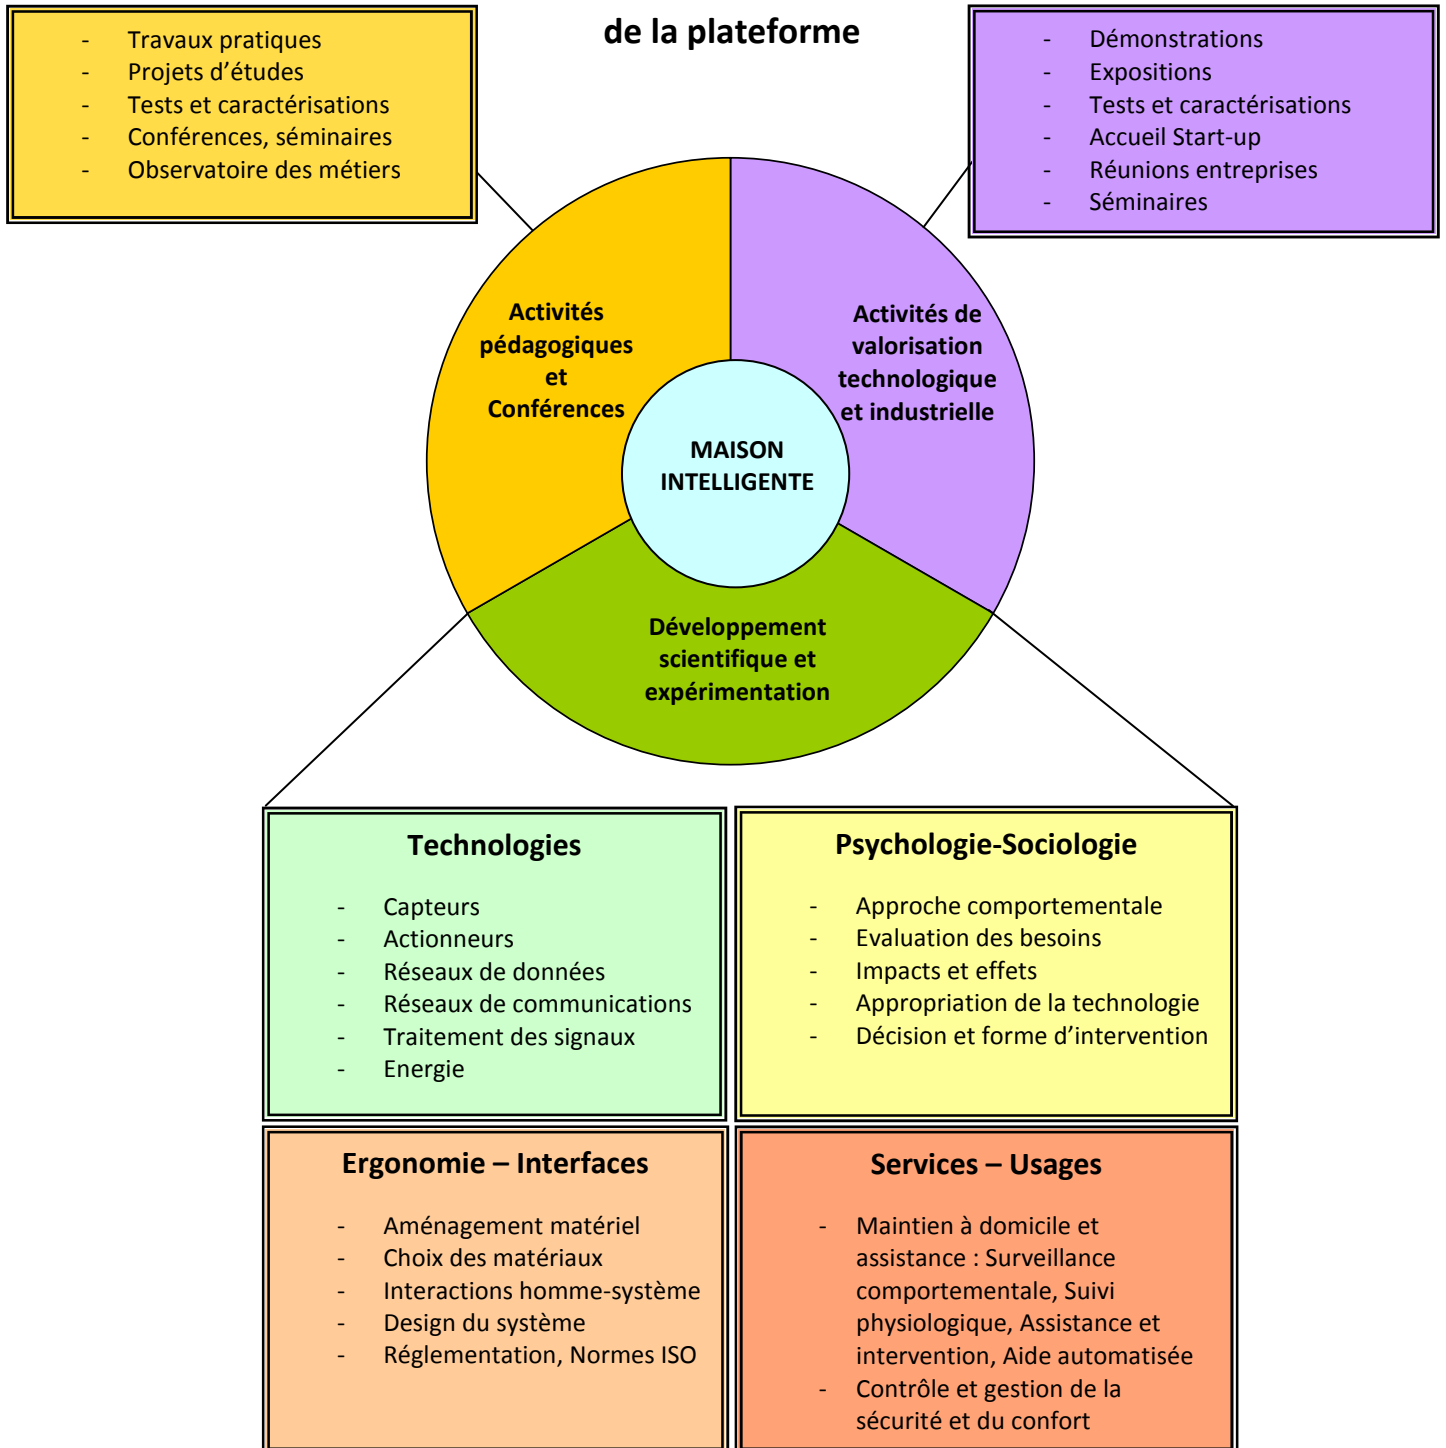 de la plateforme
- Travaux pratiques
- Projets d’études
- Tests et caractérisations
- Conférences, séminaires
- Observatoire des métiers
- Démonstrations
- Expositions
- Tests et caractérisations
- Accueil Start-up
- Réunions entreprises
- Séminaires
Activités
pédagogiques
et
Conférences
Activités de
valorisation
technologique
et industrielle
MAISON
INTELLIGENTE
Développement
scientifique et
expérimentation
Technologies
- Capteurs
- Actionneurs
- Réseaux de données
- Réseaux de communications
- Traitement des signaux
- Energie
Psychologie-Sociologie
- Approche comportementale
- Evaluation des besoins
- Impacts et effets
- Appropriation de la technologie
- Décision et forme d’intervention
Ergonomie – Interfaces
- Aménagement matériel
- Choix des matériaux
- Interactions homme-système
- Design du système
- Réglementation, Normes ISO
Services – Usages
- Maintien à domicile et
assistance : Surveillance
comportementale, Suivi
physiologique, Assistance et
intervention, Aide automatisée
- Contrôle et gestion de la
sécurité et du confort